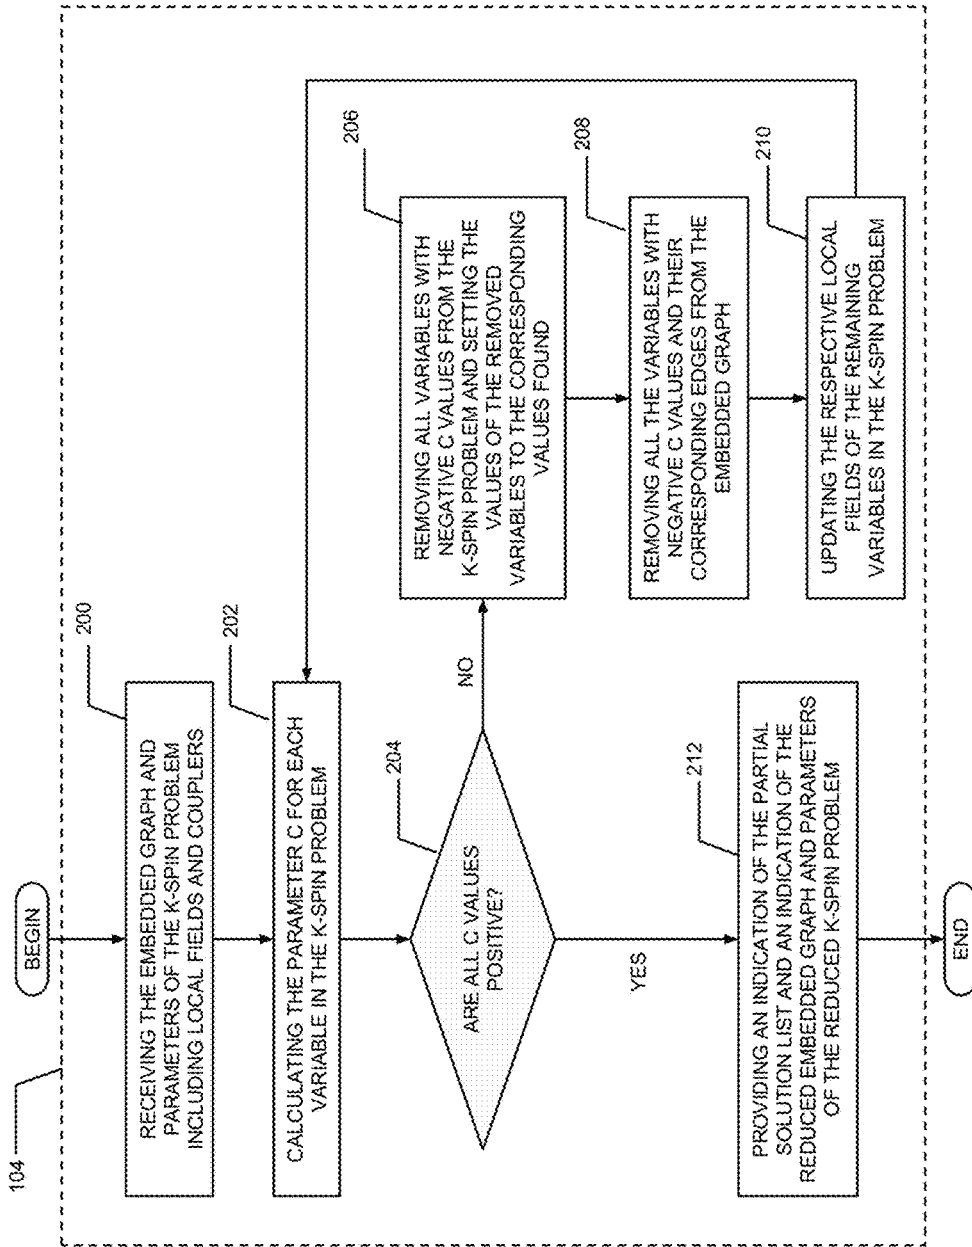 104
BEGIN
200
RECEIVING THE EMBEDDED GRAPH AND
PARAMETERS OF THE K-SPIN PROBLEM
INCLUDING LOCAL FIELDS AND COUPLERS
202
CALCULATING THE PARAMETER C FOR EACH
VARIABLE IN THE K-SPIN PROBLEM
204
ARE ALL C VALUES
POSITIVE?
NO
206
REMOVING ALL VARIABLES WITH
NEGATIVE C VALUES FROM THE
K-SPIN PROBLEM AND SETTING THE
VALUES OF THE REMOVED
VARIABLES TO THE CORRESPONDING
VALUES FOUND
208
REMOVING ALL THE VARIABLES WITH
NEGATIVE C VALUES AND THEIR
CORRESPONDING EDGES FROM THE
EMBEDDED GRAPH
210
UPDATING THE RESPECTIVE LOCAL
FIELDS OF THE REMAINING
VARIABLES IN THE K-SPIN PROBLEM
YES
212
PROVIDING AN INDICATION OF THE PARTIAL
SOLUTION LIST AND AN INDICATION OF THE
REDUCED EMBEDDED GRAPH AND PARAMETERS
OF THE REDUCED K-SPIN PROBLEM
END